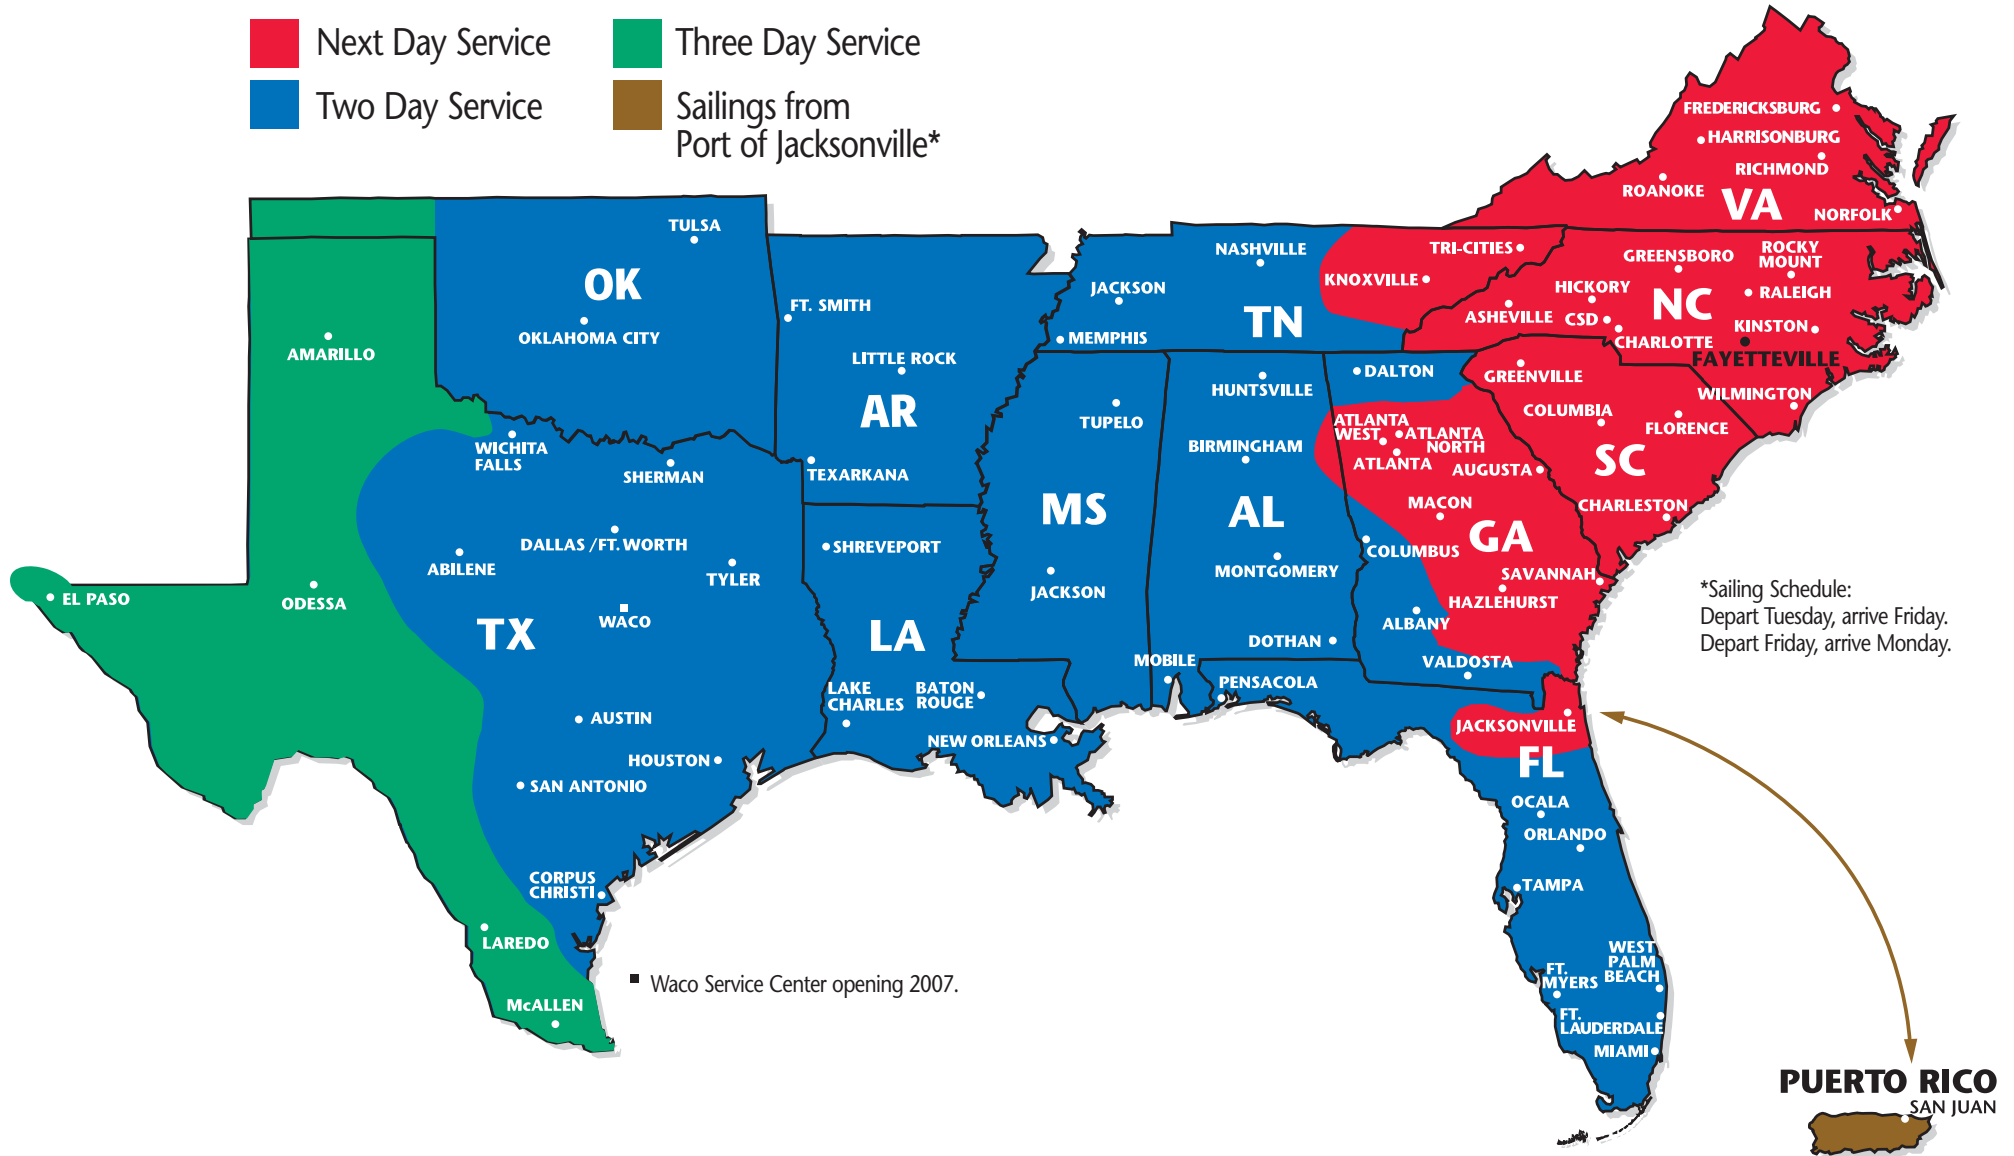 Next Day Service
Three Day Service
Two Day Service
Sailings from
Port of Jacksonville*
FREDERICKSBURG
HARRISONBURG
RICHMOND
ROANOKE
VA
NORFOLK
TULSA
OK
OKLAHOMA CITY
AMARILLO
FT. SMITH
LITTLE ROCK
AR
TEXARKANA
NASHVILLE
JACKSON
TN
MEMPHIS
TRI-CITIES
KNOXVILLE
GREENSBORO
ROCKY
MOUNT
HICKORY
NC
RALEIGH
ASHEVILLE
CSD
KINSTON
CHARLOTTE
FAYETTEVILLE
WILMINGTON
GREENVILLE
COLUMBIA
FLORENCE
SC
CHARLESTON
DALTON
ATLANTA
WEST
ATLANTA
NORTH
ATLANTA
AUGUSTA
MACON
GA
COLUMBUS
SAVANNAH
HAZLEHURST
ALBANY
VALDOSTA
HUNTSVILLE
BIRMINGHAM
AL
MONTGOMERY
DOTHAN
MOBILE
TUPELO
MS
JACKSON
WICHITA
FALLS
SHERMAN
DALLAS /FT. WORTH
ABILENE
TYLER
WACO
TX
EL PASO
ODESSA
AUSTIN
HOUSTON
SAN ANTONIO
CORPUS
CHRISTI
LAREDO
McALLEN
SHREVEPORT
LA
LAKE
CHARLES
BATON
ROUGE
NEW ORLEANS
PENSACOLA
JACKSONVILLE
FL
OCALA
ORLANDO
TAMPA
WEST
PALM
BEACH
FT.
MYERS
FT.
LAUDERDALE
MIAMI
*Sailing Schedule:
Depart Tuesday, arrive Friday.
Depart Friday, arrive Monday.
Waco Service Center opening 2007.
PUERTO RICO
SAN JUAN